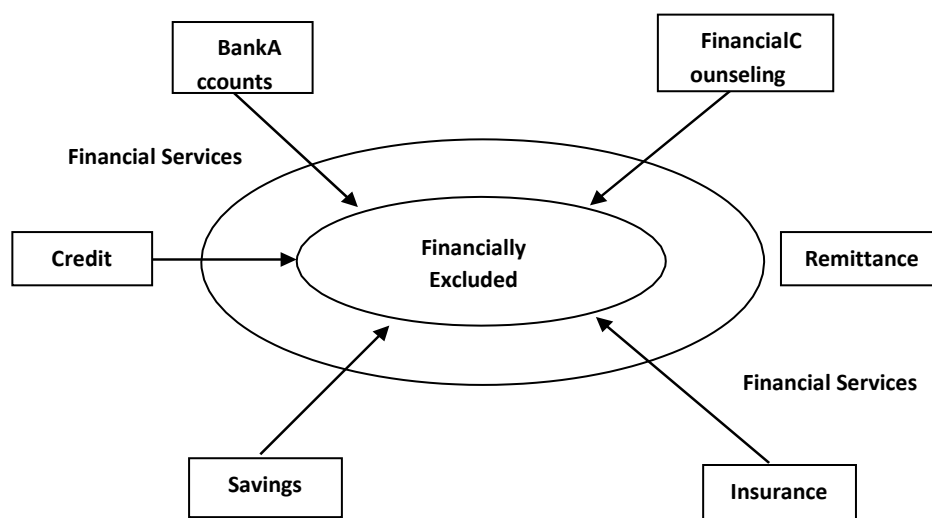 BankA
ccounts
FinancialC
ounseling
Financial Services
Credit
Financially
Excluded
Remittance
Financial Services
Savings
Insurance